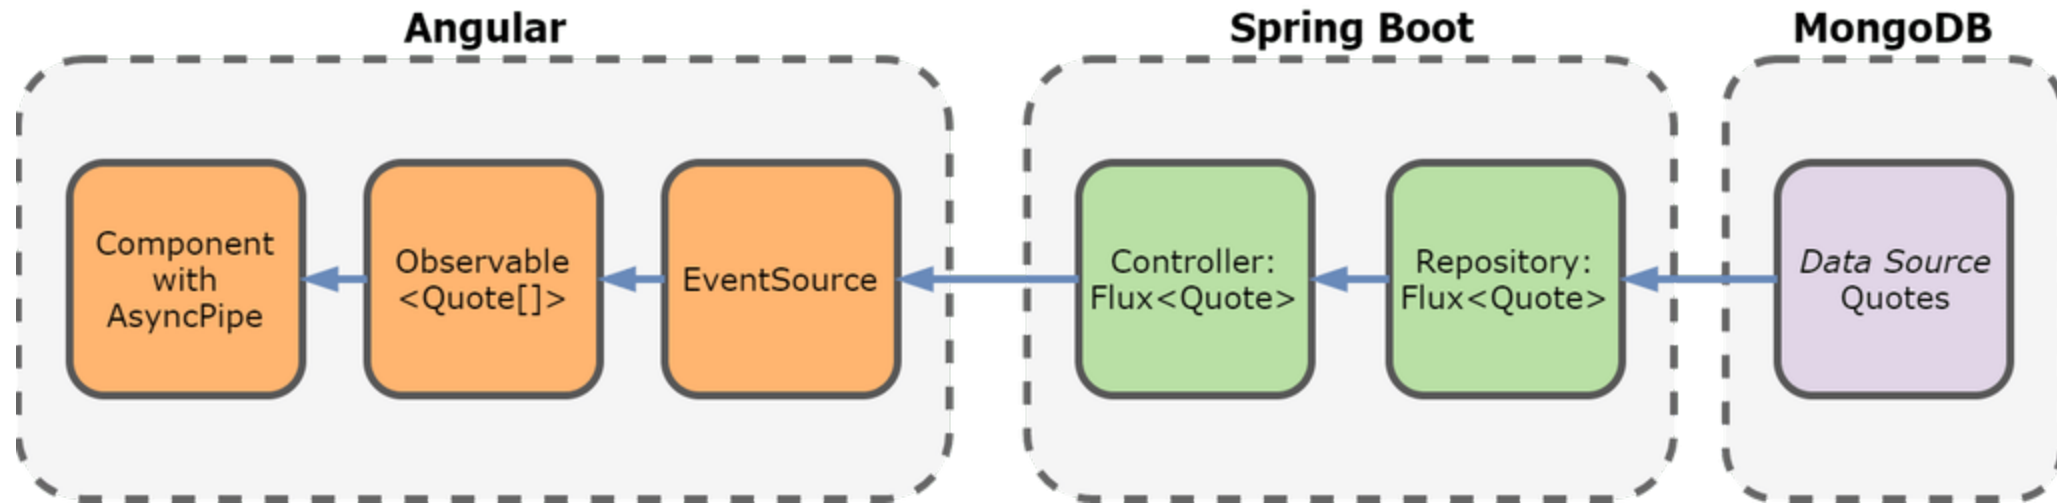 Angular
Spring Boot
MongoDB
Component
with
AsyncPipe
Observable
<Quote[]>
EventSource
Controller:
Flux<Quote>
Repository:
Flux<Quote>
Data Source
Quotes